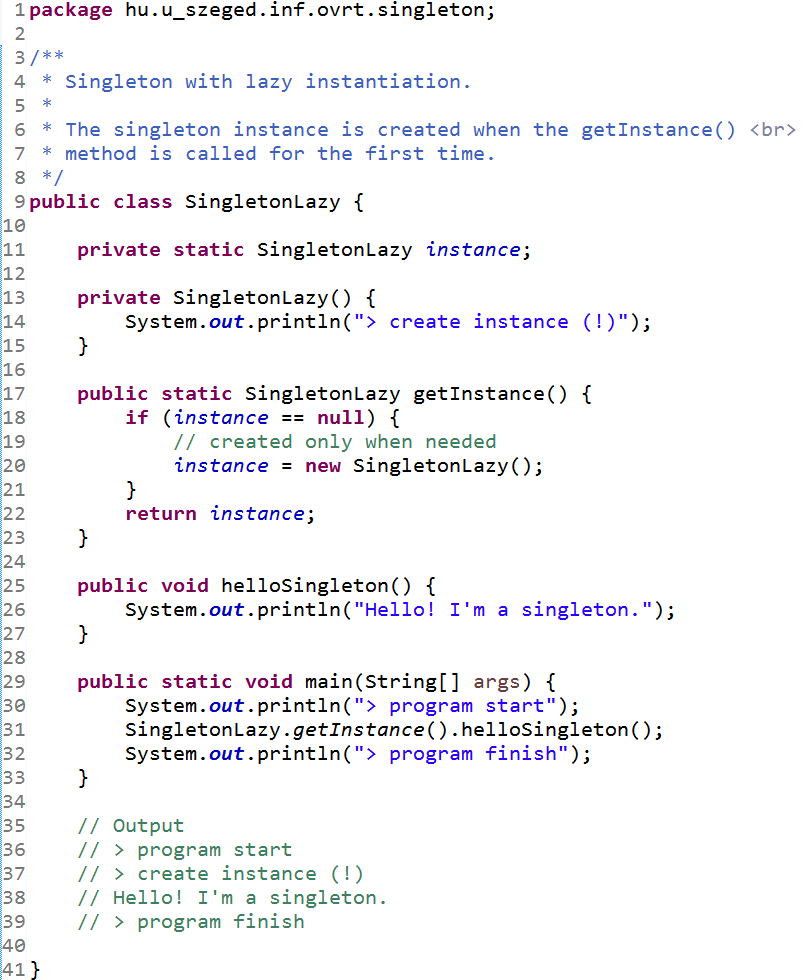 1 package hu.u_szeged.inf.ovrt.singleton;
2
3 /**
4  * Singleton with lazy instantiation.
5  *
6  * The singleton instance is created when the getInstance() <br>
7  * method is called for the first time.
8  */
9 public class SingletonLazy {
10
11     private static SingletonLazy instance;
12
13     private SingletonLazy() {
14         System.out.println("> create instance (!)");
15     }
16
17     public static SingletonLazy getInstance() {
18         if (instance == null) {
19             // created only when needed
20             instance = new SingletonLazy();
21         }
22         return instance;
23     }
24
25     public void helloSingleton() {
26         System.out.println("Hello! I'm a singleton.");
27     }
28
29     public static void main(String[] args) {
30         System.out.println("> program start");
31         SingletonLazy.getInstance().helloSingleton();
32         System.out.println("> program finish");
33     }
34
35     // Output
36     // > program start
37     // > create instance (!)
38     // Hello! I'm a singleton.
39     // > program finish
40
41 }